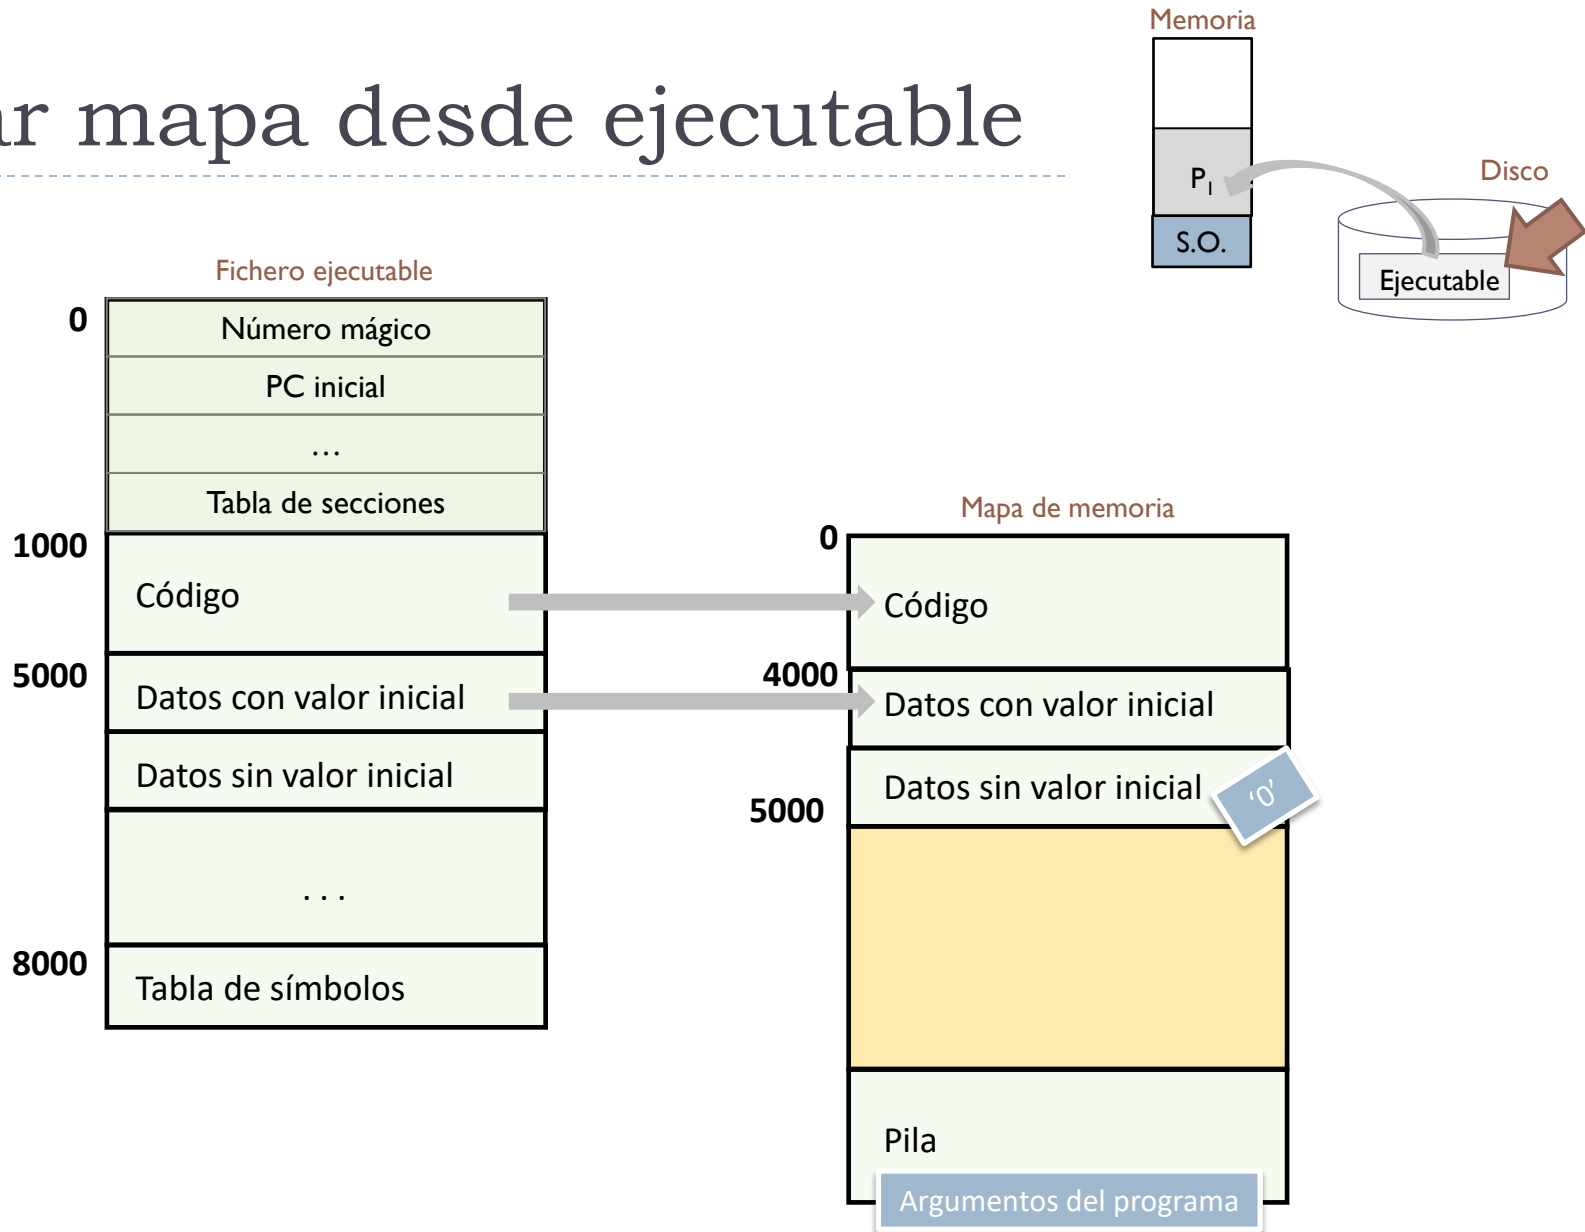 ar mapa desde ejecutable
Memoria
P1
S.O.
Disco
Ejecutable
Fichero ejecutable
0
Número mágico
PC inicial
...
Tabla de secciones
1000
Código
5000
Datos con valor inicial
Datos sin valor inicial
. . .
8000
Tabla de símbolos
Mapa de memoria
0
Código
4000
Datos con valor inicial
Datos sin valor inicial
‘0’
5000
Pila
Argumentos del programa